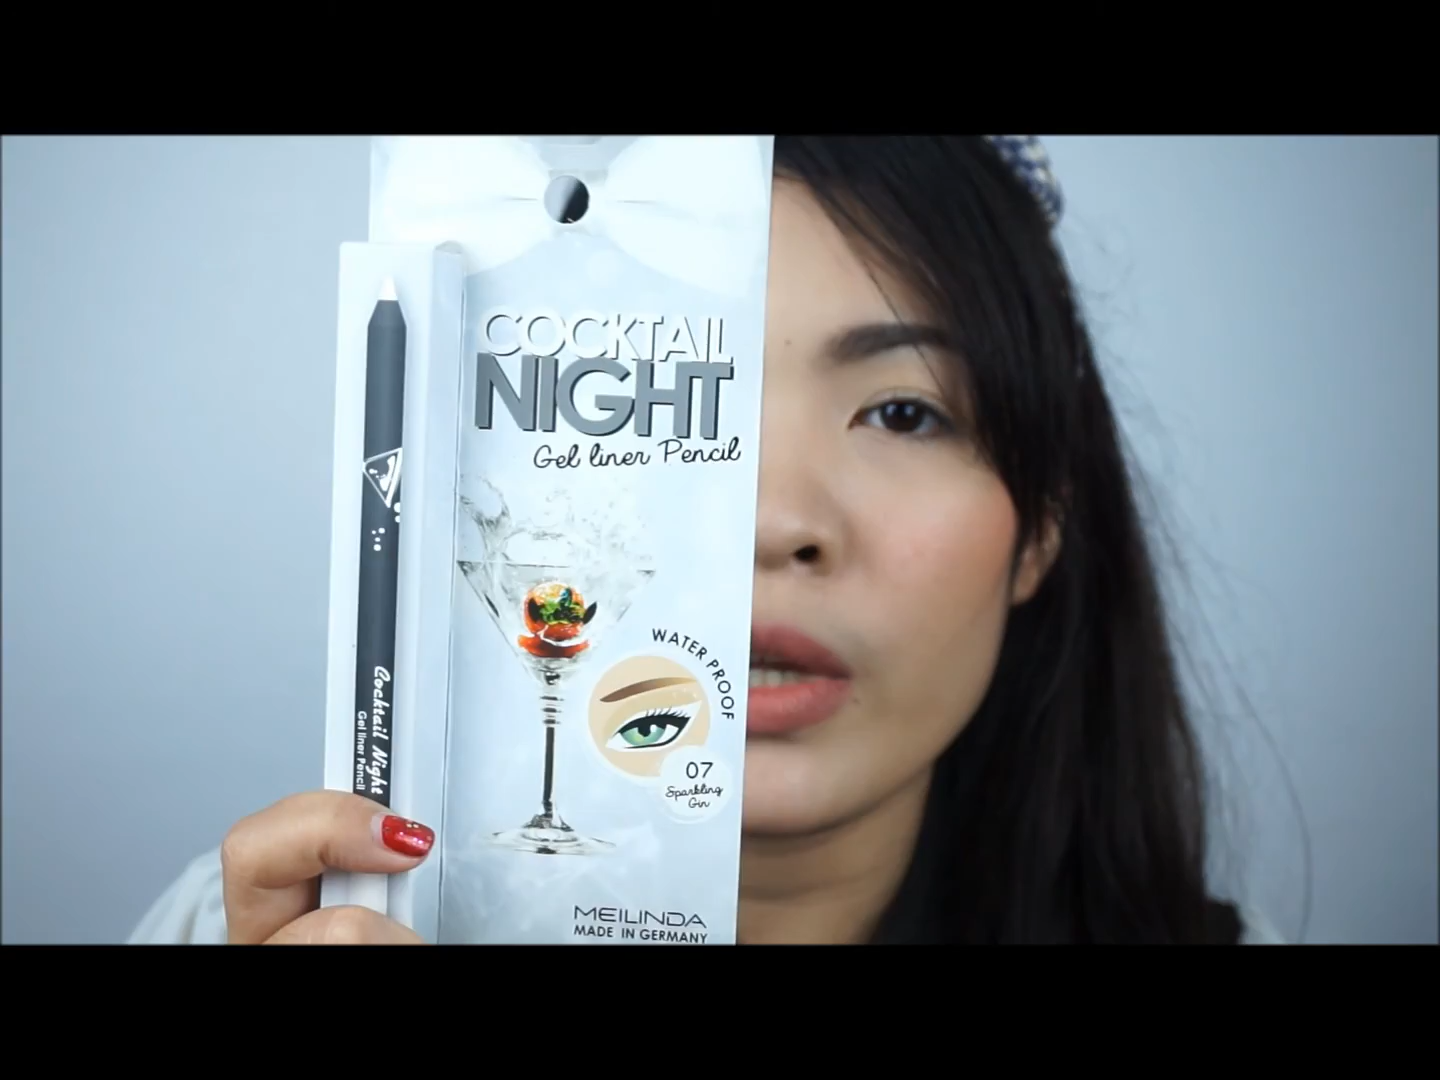 COCKTAIL
NIGHT
Gel liner Pencil
WATER PROOF
07
Sparkling
Gin
MEILINDA
MADE IN GERMANY
Cocktail Night
Gel liner Pencil